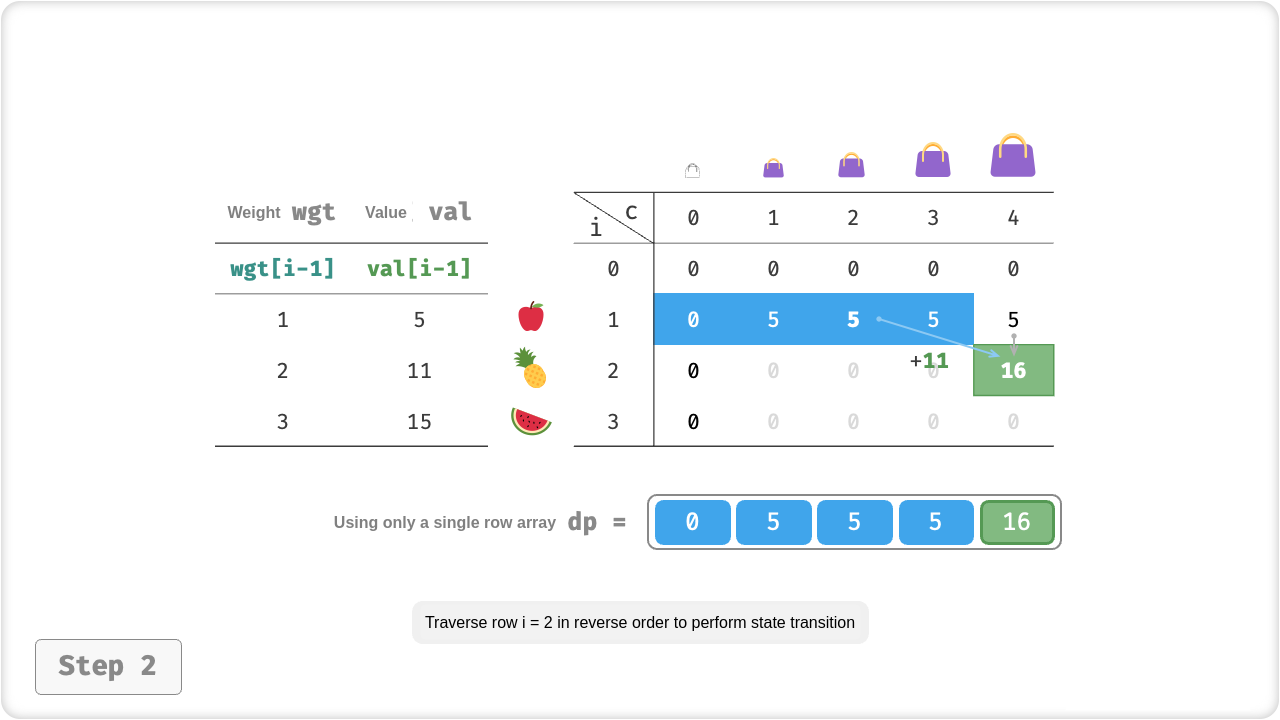 Weight wgt Value val
wgt[i-1] val[i-1]
1 5
2 11
3 15
i C 0 1 2 3 4
0 0 0 0 0 0
1 0 5 5 5 5
2 0 0 0 0 +11 16
3 0 0 0 0 0
Using only a single row array dp = 0 5 5 5 16
Traverse row i = 2 in reverse order to perform state transition
Step 2